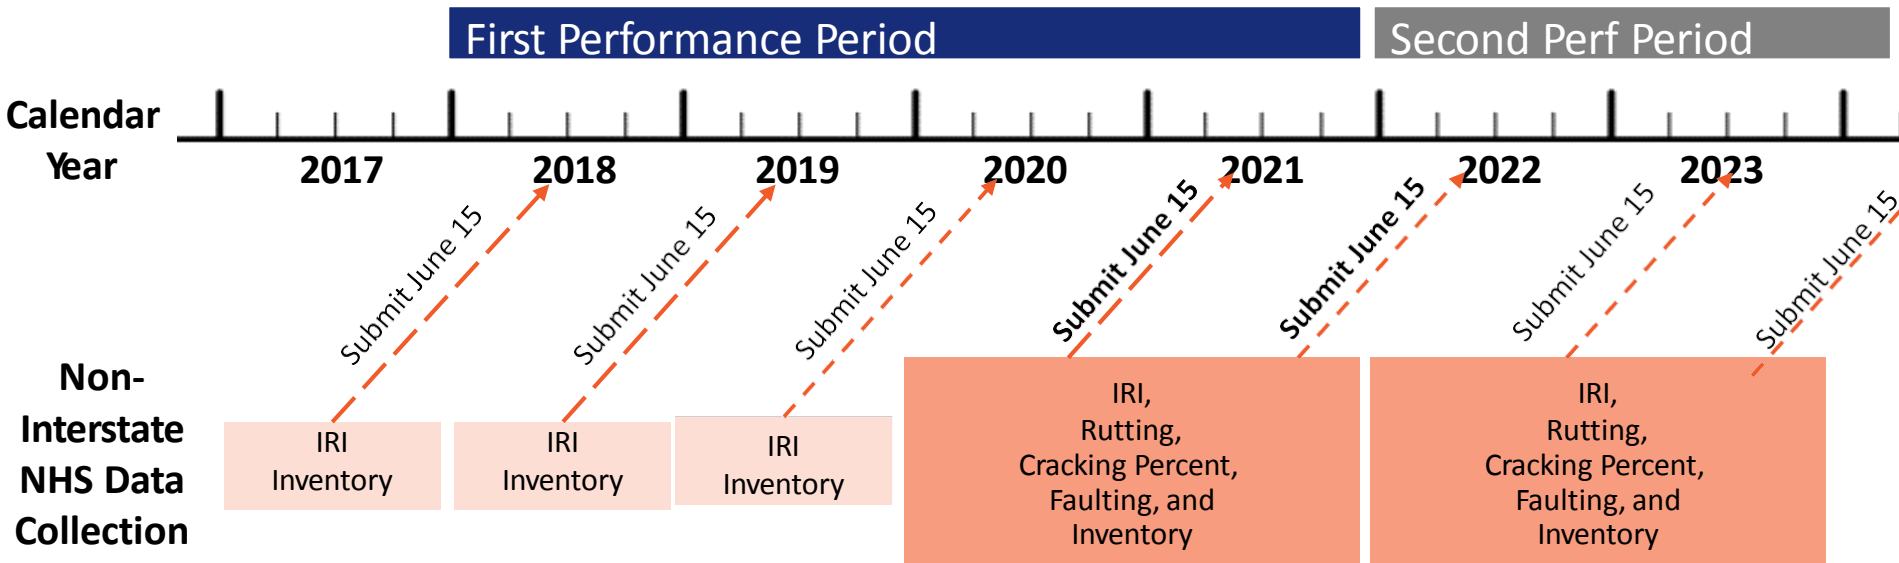 First Performance Period
Second Perf Period
Calendar
Year
2017
2018
2019
2020
2021
2022
2023
Submit June 15
Submit June 15
Submit June 15
Submit June 15
Submit June 15
Submit June 15
Submit June 15
Non-
Interstate
NHS Data
Collection
IRI
Inventory
IRI
Inventory
IRI
Inventory
IRI,
Rutting,
Cracking Percent,
Faulting, and
Inventory
IRI,
Rutting,
Cracking Percent,
Faulting, and
Inventory